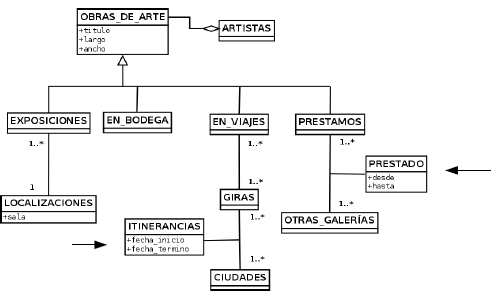 OBRAS_DE_ARTE
+titulo
+largo
+ancho
ARTISTAS
EXPOSICIONES
EN_BODEGA
EN_VIAJES
PRESTAMOS
1..*
1..*
1..*
PRESTADO
+desde
+hasta
1
1..*
1..*
LOCALIZACIONES
+sala
GIRAS
OTRAS_GALERÍAS
1..*
ITINERANCIAS
+fecha_inicio
+fecha_termino
1..*
CIUDADES